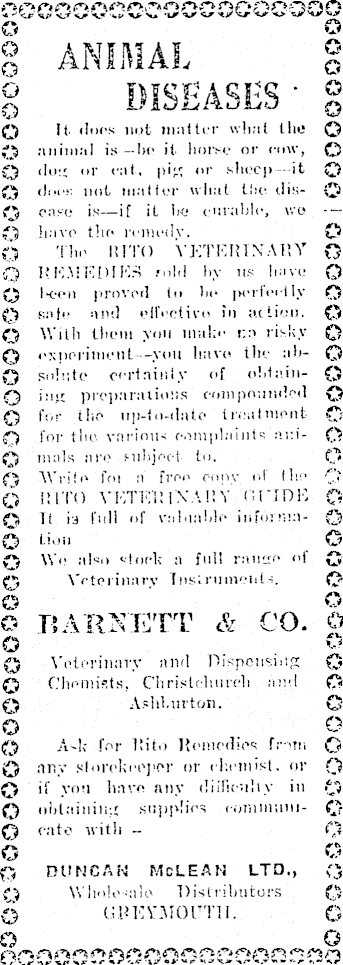 ANIMAL
DISEASES
It does not matter what the
animal is—be it horse or cow,
dog or cat, pig or sheep—it
does not matter what the dis-
ease is—if it be curable, we
have the remedy.
The RITO VETERINARY
REMEDIES sold by us have
been proved to be perfectly
safe and effective in action.
With them you make no risky
experiment—you have the ab-
solute certainty of obtain-
ing preparations compounded
for the up-to-date treatment
for the various complaints ani-
mals are subject to.
Write for a free copy of the
RITO VETERINARY GUIDE
It is full of valuable informa-
tion
We also stock a full range of
Veterinary Instruments.
BARNETT & CO.
Veterinary and Dispensing
Chemists, Christchurch and
Ashburton.
Ask for Rito Remedies from
any storekeeper or chemist, or
if you have any difficulty in
obtaining supplies communi-
cate with —
DUNCAN McLEAN LTD.,
Wholesale Distributors
GREYMOUTH.